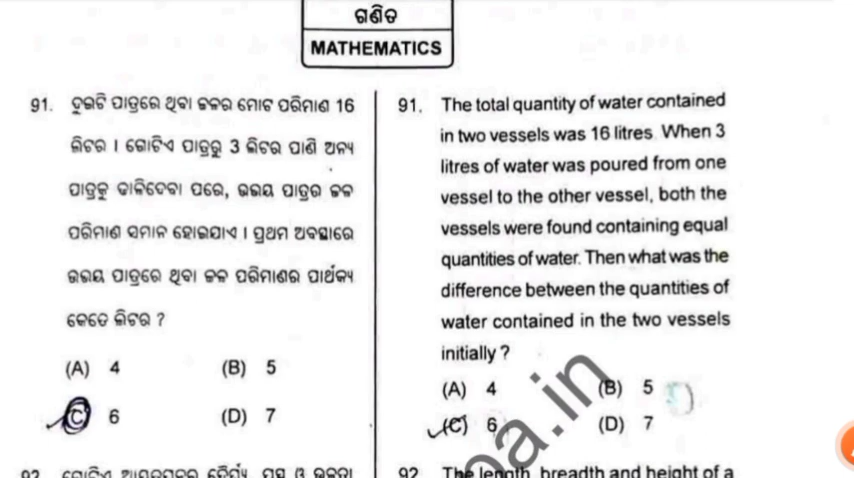 ଗଣିତ
MATHEMATICS
91. ଦୁଇଟି ପାତ୍ରରେ ଥିବା ଜଳର ମୋଟ ପରିମାଣ 16
ଲିଟର । ଗୋଟିଏ ପାତ୍ରରୁ 3 ଲିଟର ପାଣି ଅନ୍ୟ
ପାତ୍ରକୁ ଢାଳିଦେବା ପରେ, ଉଭୟ ପାତ୍ରର ଜଳ
ପରିମାଣ ସମାନ ହୋଇଯାଏ । ପ୍ରଥମ ଅବସ୍ଥାରେ
ଉଭୟ ପାତ୍ରରେ ଥିବା ଜଳ ପରିମାଣର ପାର୍ଥକ୍ୟ
କେତେ ଲିଟର ?
(A) 4 (B) 5
(C) 6 (D) 7
91. The total quantity of water contained
in two vessels was 16 litres. When 3
litres of water was poured from one
vessel to the other vessel, both the
vessels were found containing equal
quantities of water. Then what was the
difference between the quantities of
water contained in the two vessels
initially ?
(A) 4 (B) 5
(C) 6 (D) 7
a.in
92 The length, breadth and height of a